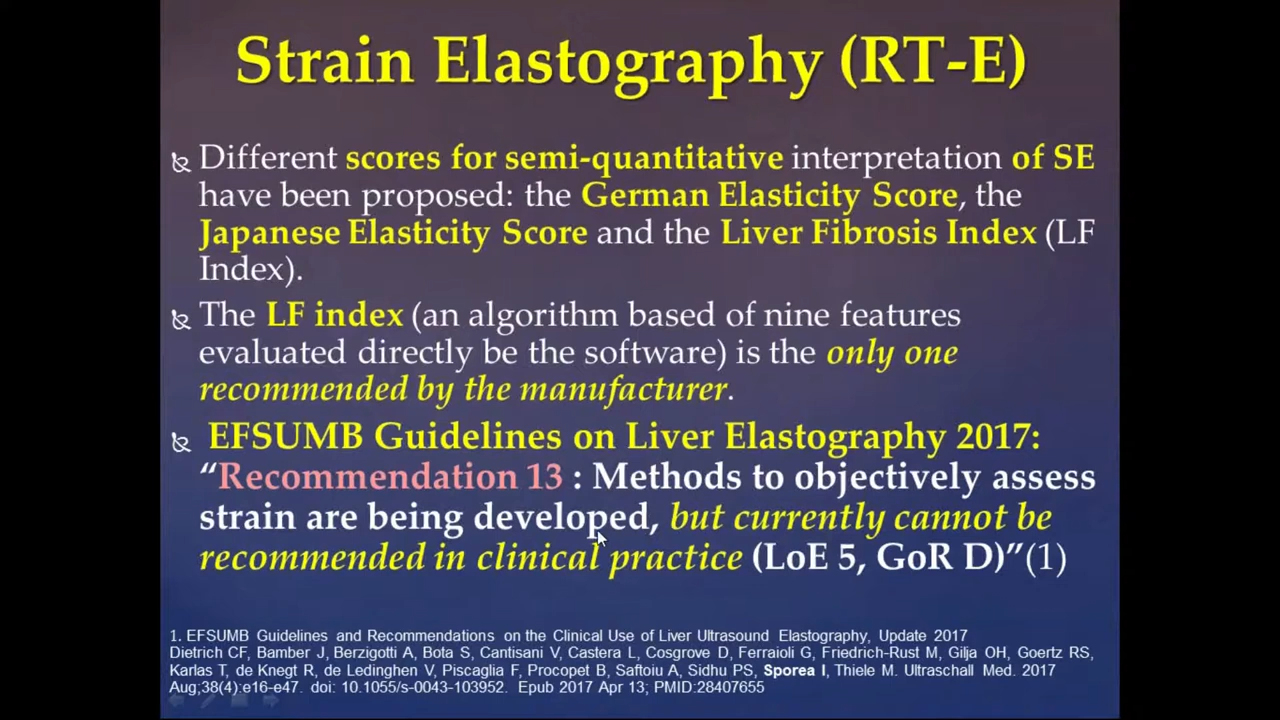 Strain Elastography (RT-E)
Different scores for semi-quantitative interpretation of SE
have been proposed: the German Elasticity Score, the
Japanese Elasticity Score and the Liver Fibrosis Index (LF
Index).
The LF index (an algorithm based of nine features
evaluated directly be the software) is the only one
recommended by the manufacturer.
EFSUMB Guidelines on Liver Elastography 2017:
“Recommendation 13 : Methods to objectively assess
strain are being developed, but currently cannot be
recommended in clinical practice (LoE 5, GoR D)”(1)
1. EFSUMB Guidelines and Recommendations on the Clinical Use of Liver Ultrasound Elastography, Update 2017
Dietrich CF, Bamber J, Berzigotti A, Bota S, Cantisani V, Castera L, Cosgrove D, Ferraioli G, Friedrich-Rust M, Gilja OH, Goertz RS,
Karlas T, de Knegt R, de Ledinghen V, Piscaglia F, Procopet B, Saftoiu A, Sidhu PS, Sporea I, Thiele M. Ultraschall Med. 2017
Aug;38(4):e16-e47. doi: 10.1055/s-0043-103952. Epub 2017 Apr 13; PMID:28407655